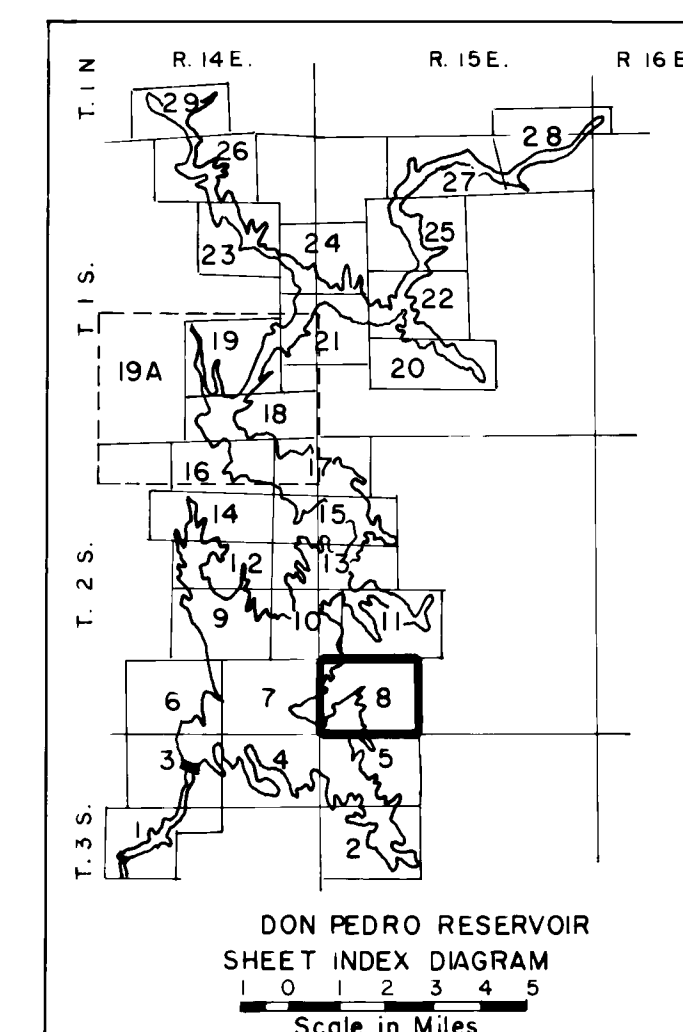 R. 14 E. R. 15 E. R 16 E
T. 1 N
29 28
26
27
23 24 25
T 1 S.
22
19 21
19A 20
18
16 17
14 15
T. 2 S.
12 13
9 10 11
6 7 8
3 4 5
T. 3 S.
1 2
DON PEDRO RESERVOIR
SHEET INDEX DIAGRAM
1 0 1 2 3 4 5
Scale in Miles